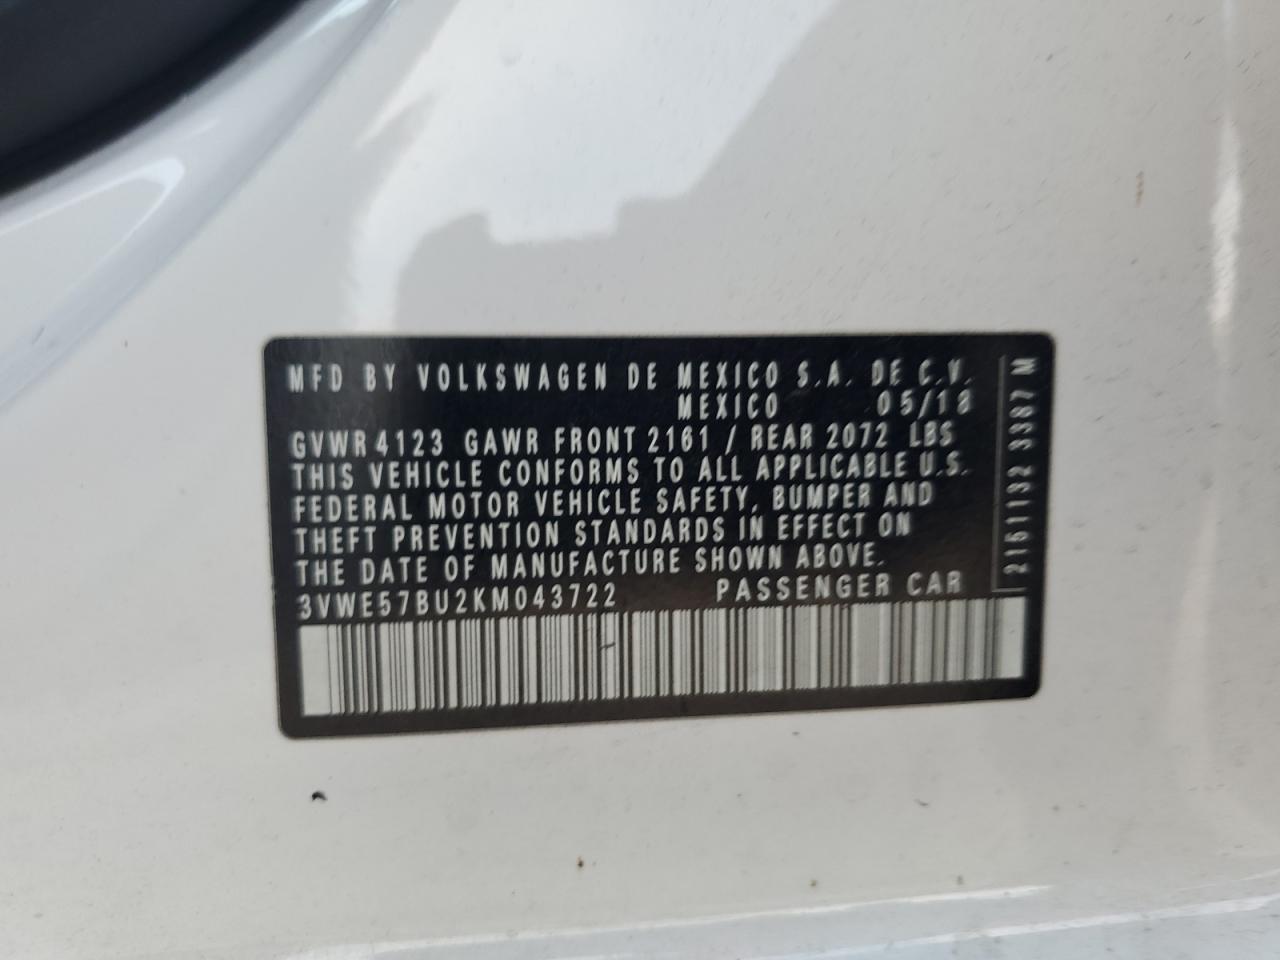 MFD BY VOLKSWAGEN DE MEXICO S.A. DE C.V.
MEXICO 05/18
GVWR 4123 GAWR FRONT 2161 / REAR 2072 LBS
THIS VEHICLE CONFORMS TO ALL APPLICABLE U.S.
FEDERAL MOTOR VEHICLE SAFETY, BUMPER AND
THEFT PREVENTION STANDARDS IN EFFECT ON
THE DATE OF MANUFACTURE SHOWN ABOVE.
3VWE57BU2KM043722 PASSENGER CAR
2161132 3387 M